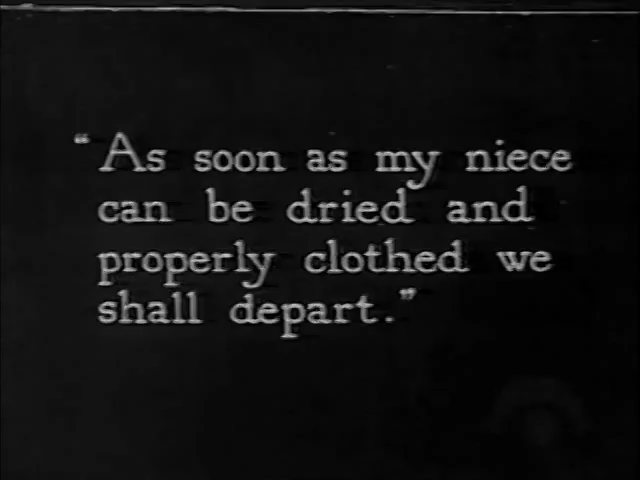 “As soon as my niece
can be dried and
properly clothed we
shall depart.”